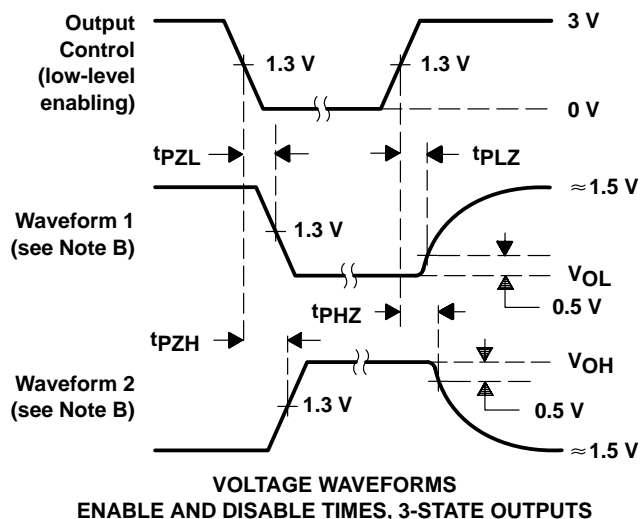 Output
Control
(low-level
enabling)
1.3 V
1.3 V
3 V
0 V
tPZL
tPLZ
Waveform 1
(see Note B)
1.3 V
≈1.5 V
VOL
0.5 V
tPZH
tPHZ
Waveform 2
(see Note B)
1.3 V
VOH
0.5 V
≈1.5 V
VOLTAGE WAVEFORMS
ENABLE AND DISABLE TIMES, 3-STATE OUTPUTS